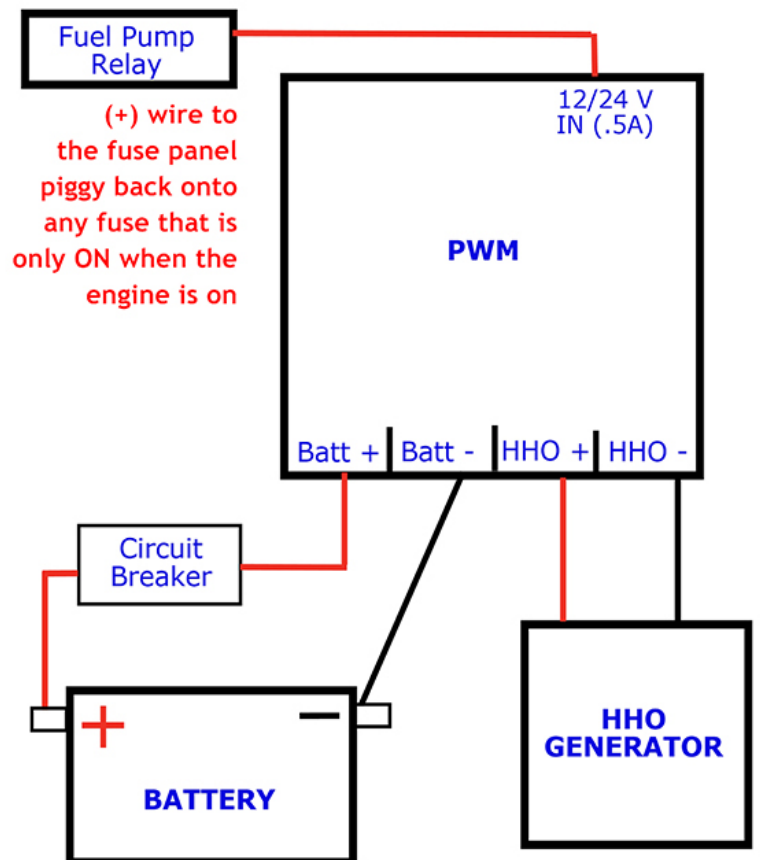 Fuel Pump
Relay
(+) wire to
the fuse panel
piggy back onto
any fuse that is
only ON when the
engine is on
12/24 V
IN (.5A)
PWM
Batt +
Batt -
HHO +
HHO -
Circuit
Breaker
+
−
BATTERY
HHO
GENERATOR